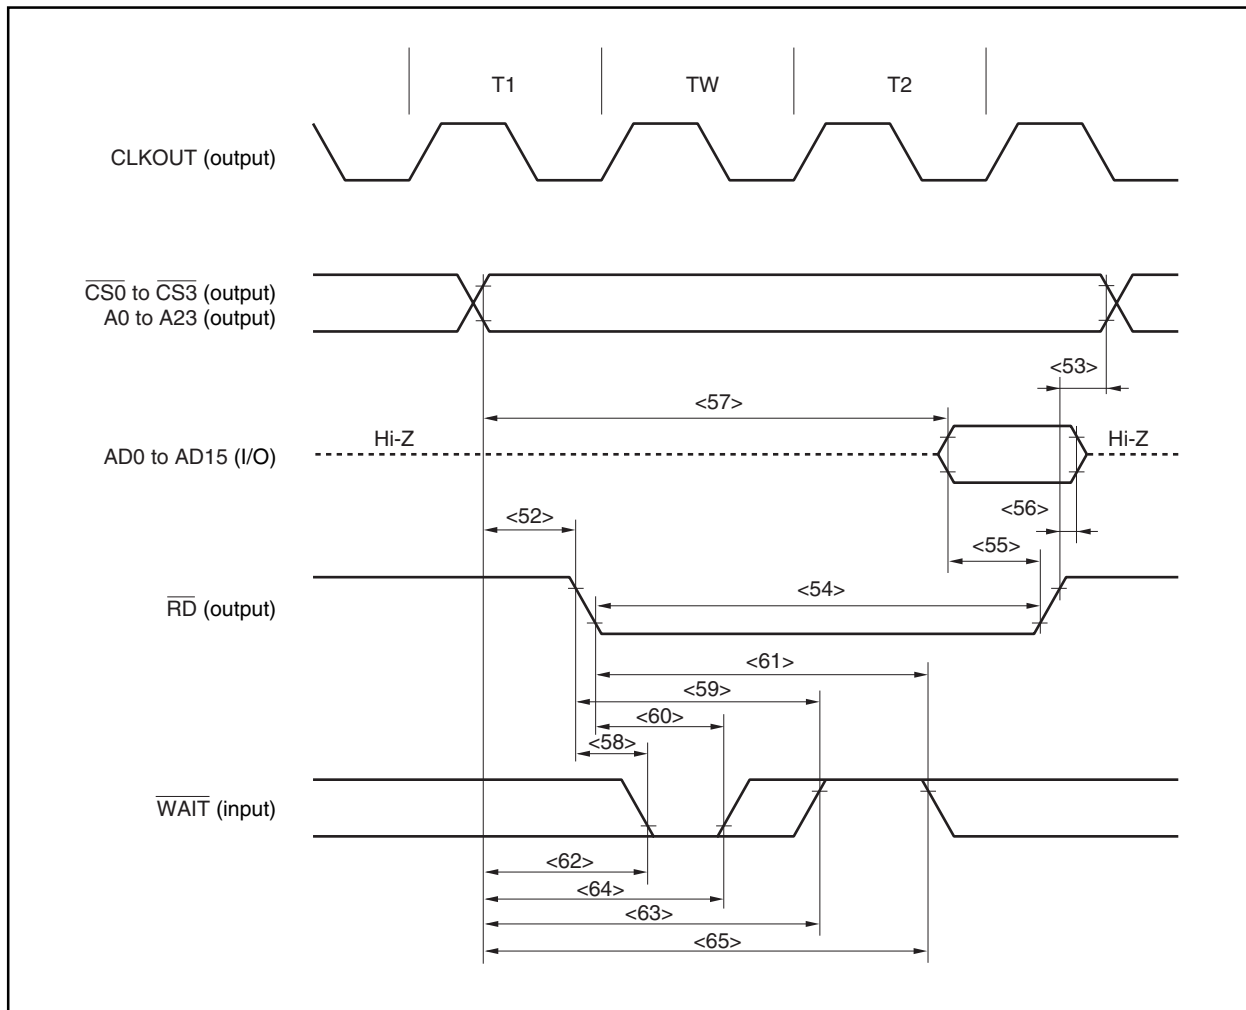 T1 TW T2
CLKOUT (output)
CS0 to CS3 (output)
A0 to A23 (output)
<53>
<57>
Hi-Z Hi-Z
AD0 to AD15 (I/O)
<56>
<52>
<55>
<54>
RD (output)
<61>
<59>
<60>
<58>
WAIT (input)
<62>
<64>
<63>
<65>